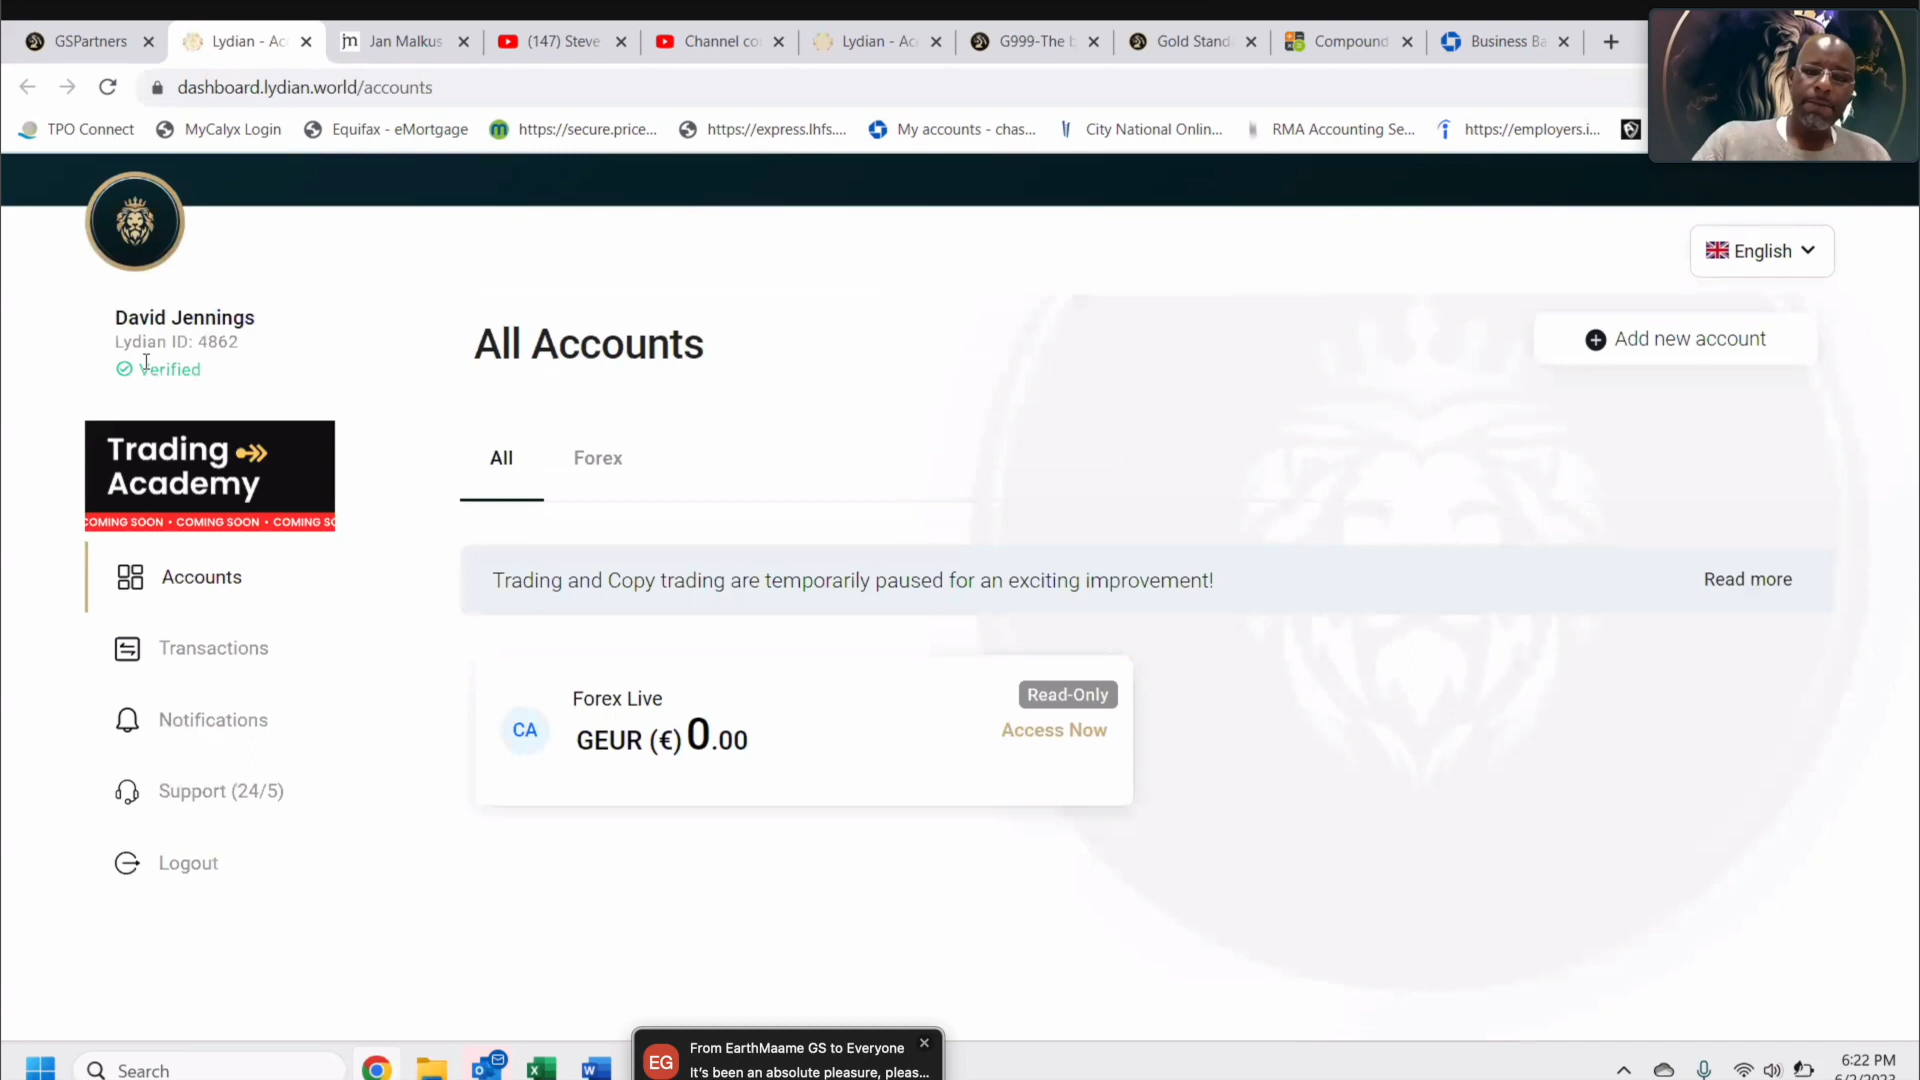 GSPartners
Lydian - Ac
Jan Malkus
(147) Steve
Channel co
Lydian - Ac
G999-The b
Gold Stand
Compound
Business Ba
dashboard.lydian.world/accounts
TPO Connect
MyCalyx Login
Equifax - eMortgage
https://secure.price...
https://express.lhfs....
My accounts - chas...
City National Onlin...
RMA Accounting Se...
https://employers.i...
English
David Jennings
Lydian ID: 4862
Verified
All Accounts
Add new account
Trading
Academy
COMING SOON • COMING SOON • COMING SO
All
Forex
Trading and Copy trading are temporarily paused for an exciting improvement!
Read more
Accounts
Transactions
Notifications
Support (24/5)
Logout
CA
Forex Live
GEUR (€) 0.00
Read-Only
Access Now
EG
From EarthMaame GS to Everyone
It's been an absolute pleasure, pleas...
Search
6:22 PM